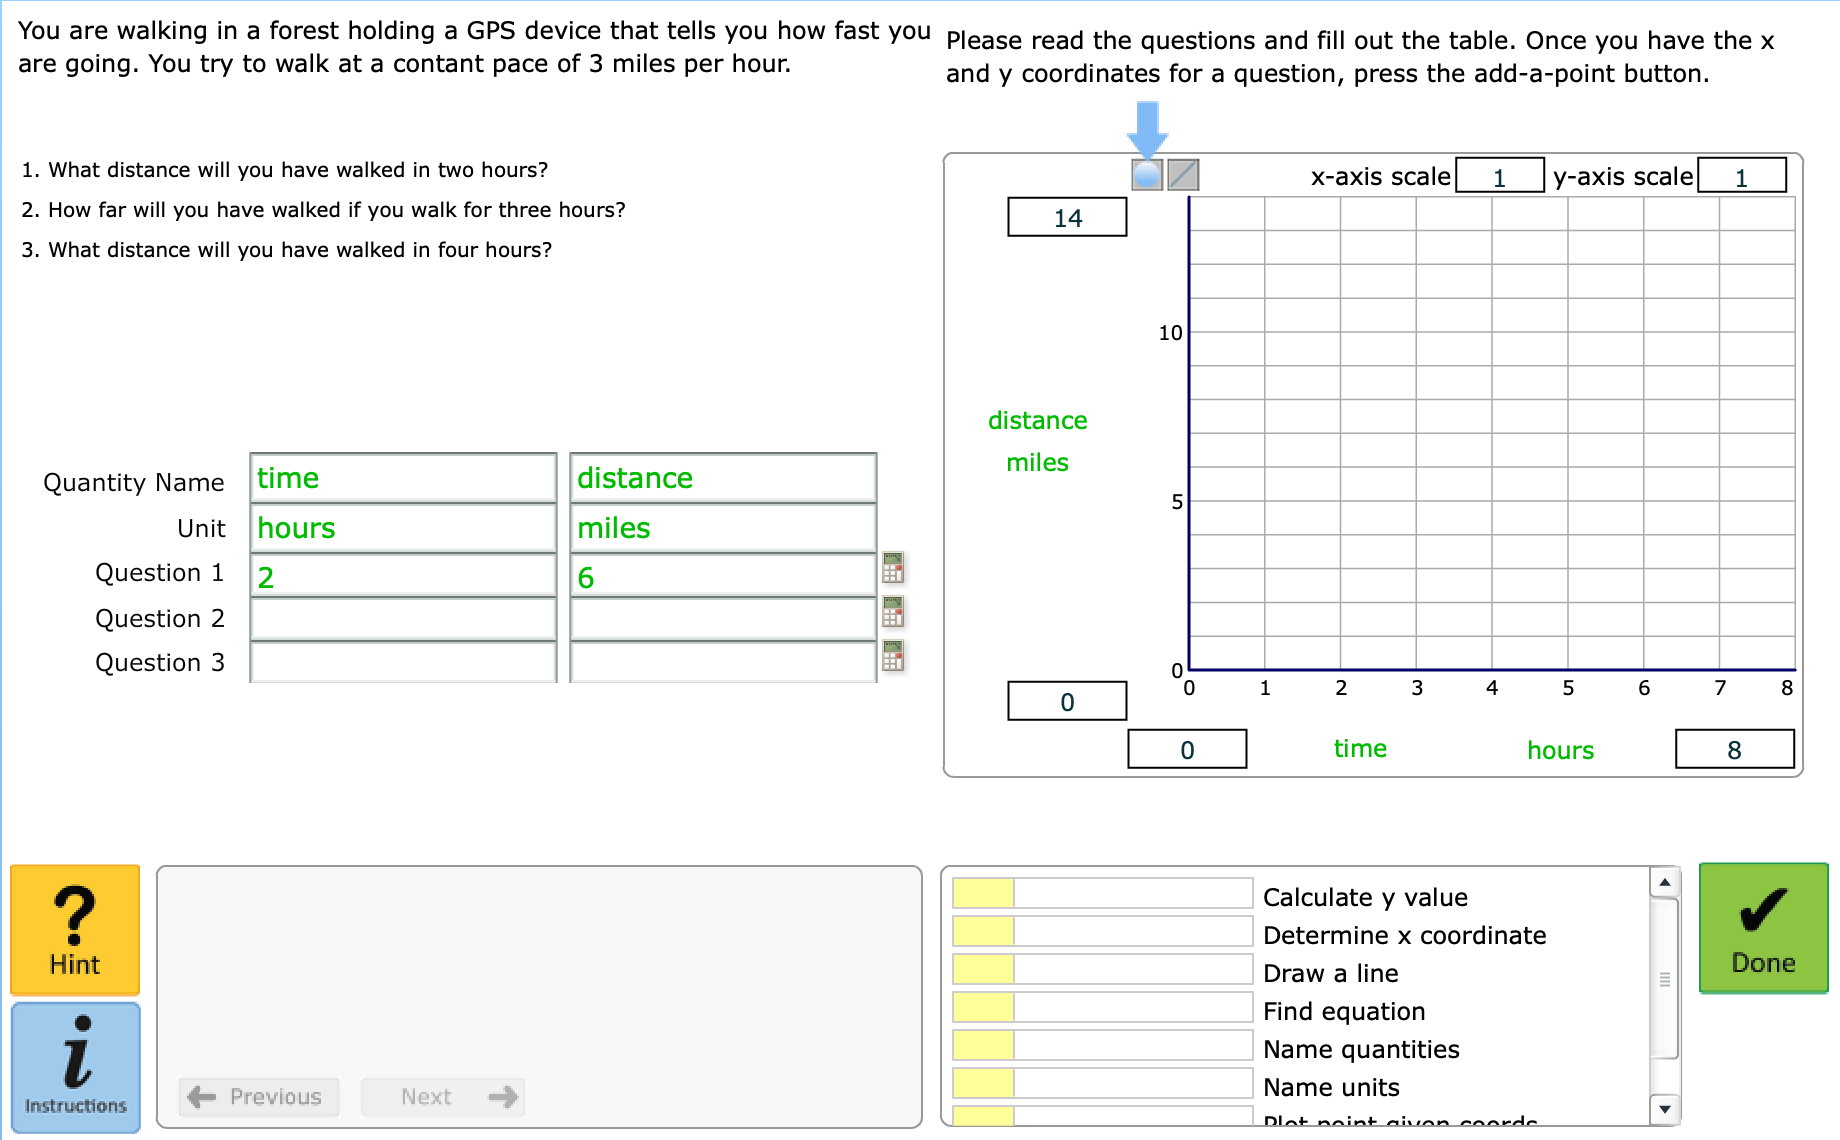 You are walking in a forest holding a GPS device that tells you how fast you
are going. You try to walk at a contant pace of 3 miles per hour.
Please read the questions and fill out the table. Once you have the x
and y coordinates for a question, press the add-a-point button.
1. What distance will you have walked in two hours?
2. How far will you have walked if you walk for three hours?
3. What distance will you have walked in four hours?
x-axis scale 1 y-axis scale 1
14
10
distance
miles
5
0
0 1 2 3 4 5 6 7 8
0
0 time hours 8
Quantity Name time distance
Unit hours miles
Question 1 2 6
Question 2
Question 3
?
Hint
i
Instructions
Previous Next
Calculate y value
Determine x coordinate
Draw a line
Find equation
Name quantities
Name units
Plot point given coords
Done